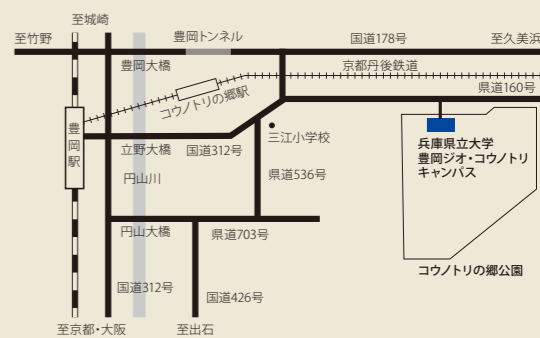 至城崎
至竹野
豊岡トンネル
国道178号
至久美浜
豊岡大橋
京都丹後鉄道
コウノトリの郷駅
県道160号
豊岡駅
三江小学校
立野大橋
国道312号
兵庫県立大学
豊岡ジオ・コウノトリ
キャンパス
円山川
県道536号
円山大橋
県道703号
コウノトリの郷公園
国道312号
国道426号
至京都・大阪
至出石